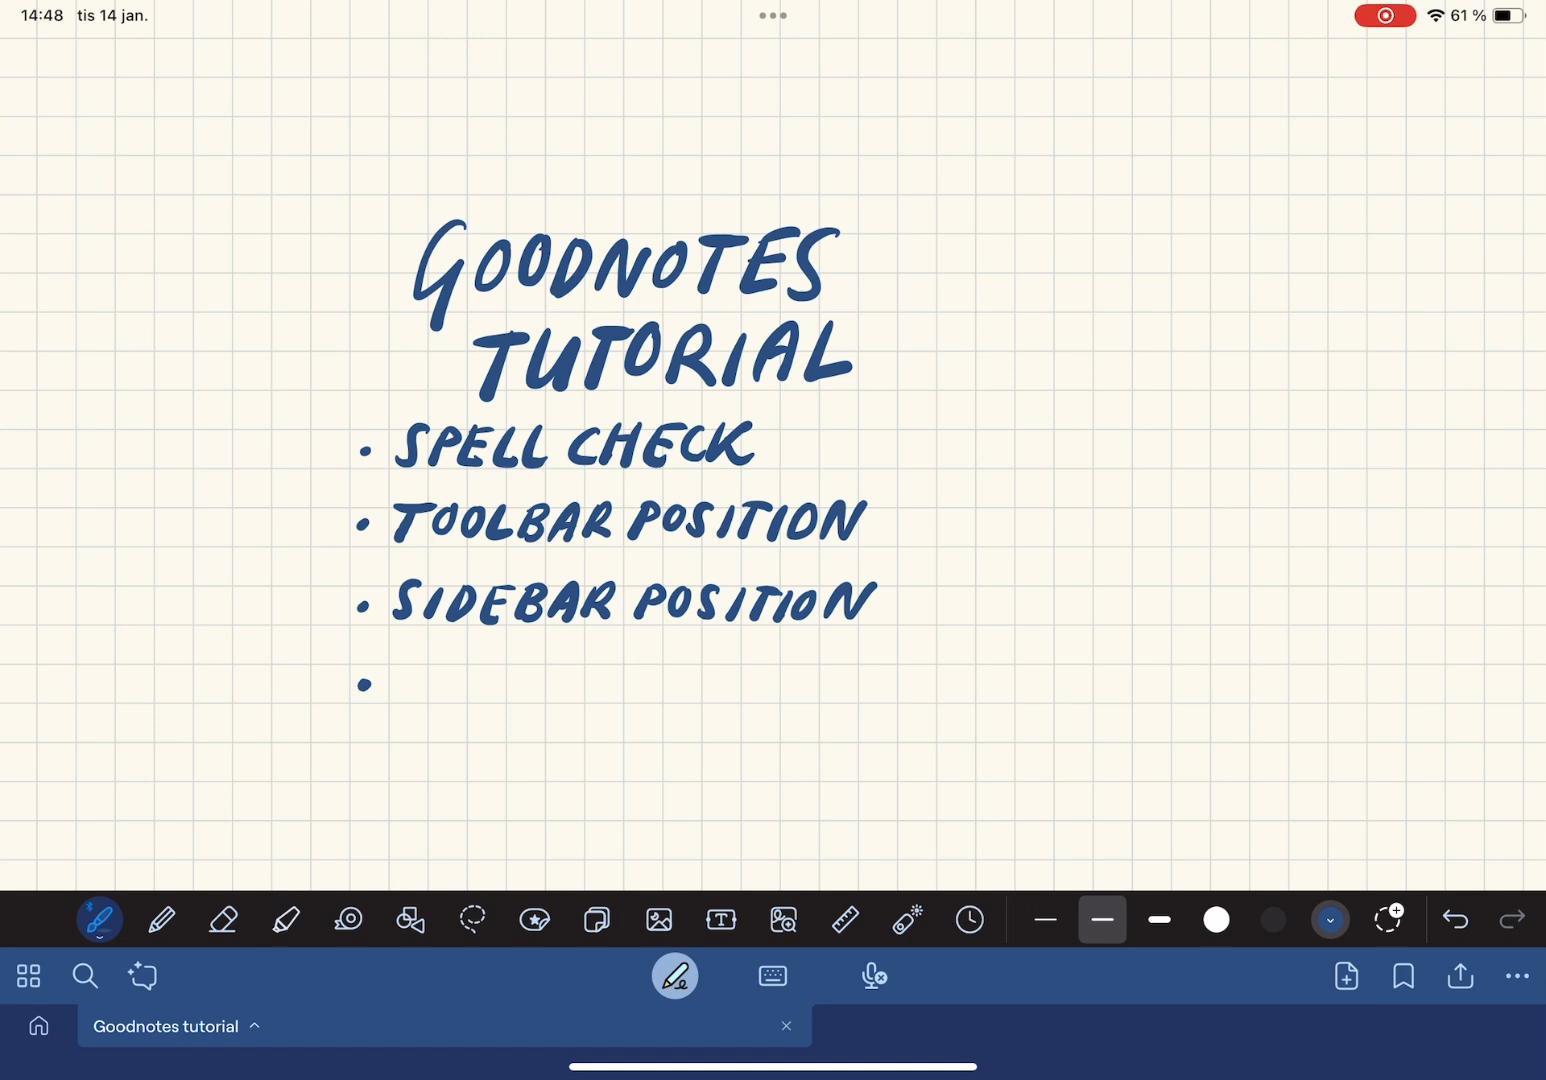 14:48 tis 14 jan.
61 %
GOODNOTES
TUTORIAL
• SPELL CHECK
• TOOLBAR POSITION
• SIDEBAR POSITION
•
Goodnotes tutorial